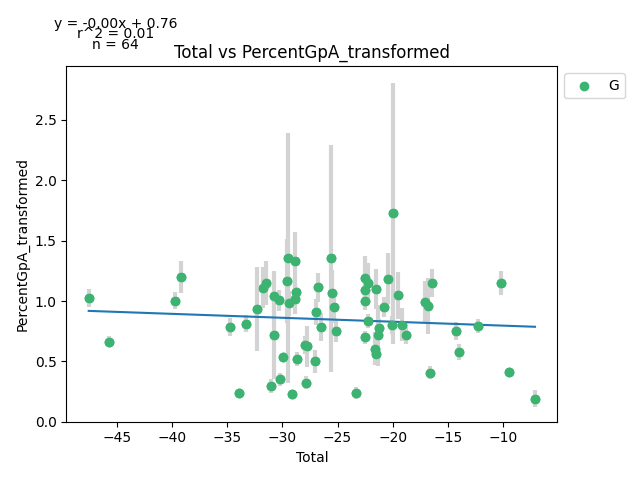 y = -0.00x + 0.76
r^2 = 0.01
n = 64
Total vs PercentGpA_transformed
G
PercentGpA_transformed
2.5
2.0
1.5
1.0
0.5
0.0
−45
−40
−35
−30
−25
−20
−15
−10
Total